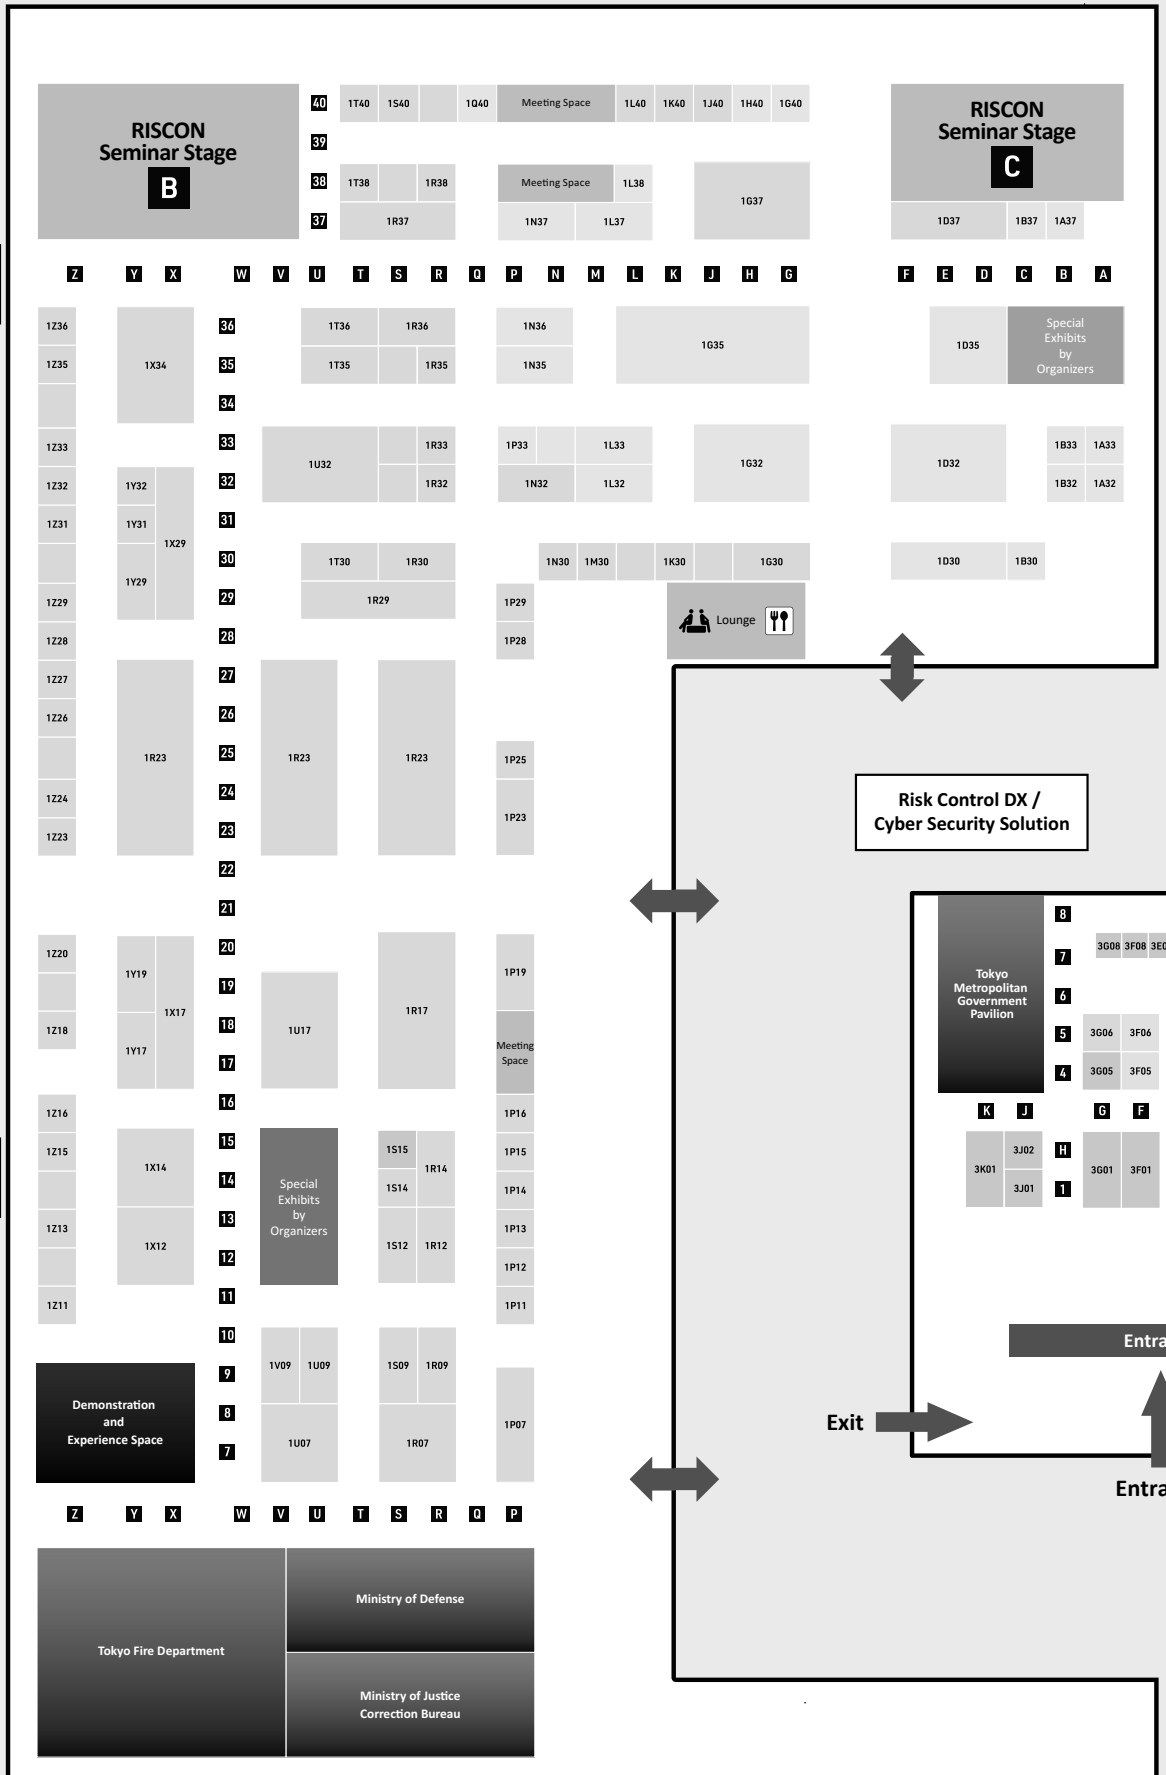 RISCON
Seminar Stage
B
40
1T40
1S40
1Q40
Meeting Space
1L40
1K40
1J40
1H40
1G40
RISCON
Seminar Stage
C
39
38
1T38
1R38
Meeting Space
1L38
1G37
37
1R37
1N37
1L37
1D37
1B37
1A37
Z Y X W V U T S R Q P N M L K J H G F E D C B A
1Z36
1X34
36
1T36
1R36
1N36
1G35
1D35
Special
Exhibits
by
Organizers
1Z35
35
1T35
1R35
1N35
34
1Z33
33
1U32
1R33
1P33
1L33
1G32
1D32
1B33
1A33
1Z32
1Y32
32
1R32
1N32
1L32
1B32
1A32
1Z31
1Y31
1X29
31
1Y29
30
1T30
1R30
1N30
1M30
1K30
1G30
1D30
1B30
1Z29
29
1R29
1P29
Lounge
1Z28
28
1P28
1Z27
27
1Z26
26
1R23
1R23
1R23
25
1P25
1Z24
24
1P23
1Z23
23
22
21
Risk Control DX /
Cyber Security Solution
1Z20
1Y19
1X17
20
1R17
1P19
19
1U17
1Z18
1Y17
18
Meeting
Space
17
Tokyo
Metropolitan
Government
Pavilion
8
7
3G08
3F08
6
5
3G06
3F06
4
3G05
3F05
K J G F
3K01
3J02
H
3G01
3F01
3J01
1
1Z16
16
1P16
1Z15
1X14
15
1S15
1R14
1P15
14
Special
Exhibits
by
Organizers
1S14
1P14
1Z13
1X12
13
1S12
1R12
1P13
12
1P12
1Z11
11
1P11
10
1V09
1U09
1S09
1R09
9
Demonstration
and
Experience Space
8
1U07
1R07
1P07
7
Exit
Z Y X W V U T S R Q P
Tokyo Fire Department
Ministry of Defense
Ministry of Justice
Correction Bureau